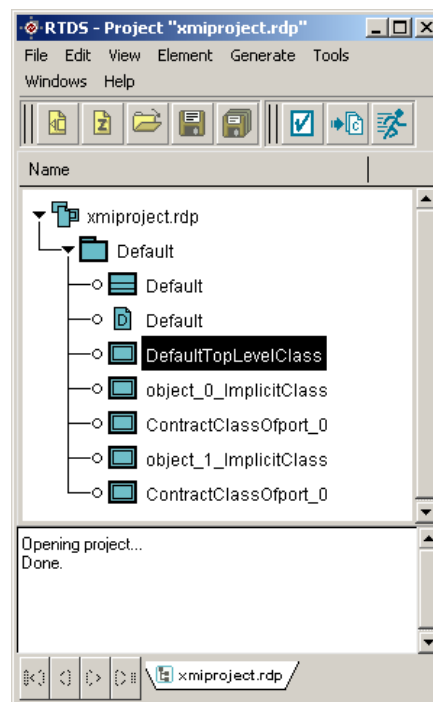 RTDS - Project "xmiproject.rdp"
File Edit View Element Generate Tools
Windows Help
Name
xmiproject.rdp
Default
Default
Default
DefaultTopLevelClass
object_0_ImplicitClass
ContractClassOfport_0
object_1_ImplicitClass
ContractClassOfport_0
Opening project...
Done.
xmiproject.rdp